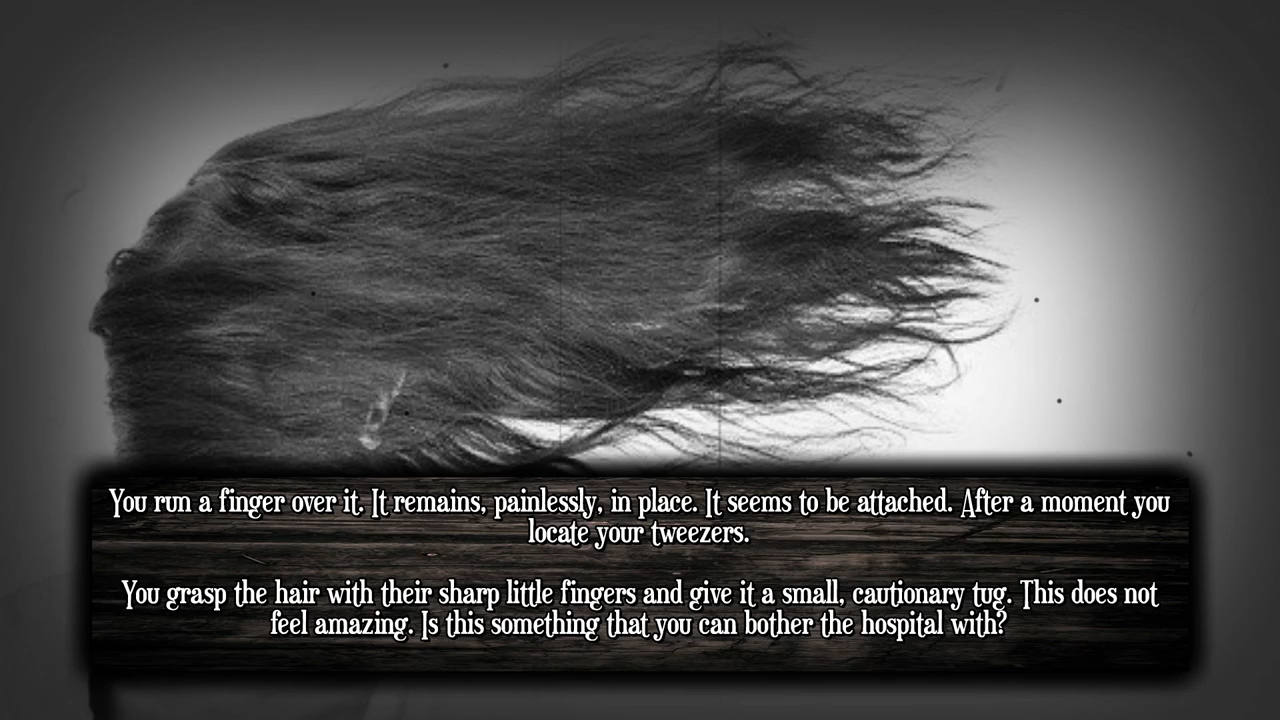 You run a finger over it. It remains, painlessly, in place. It seems to be attached. After a moment you
locate your tweezers.
You grasp the hair with their sharp little fingers and give it a small, cautionary tug. This does not
feel amazing. Is this something that you can bother the hospital with?